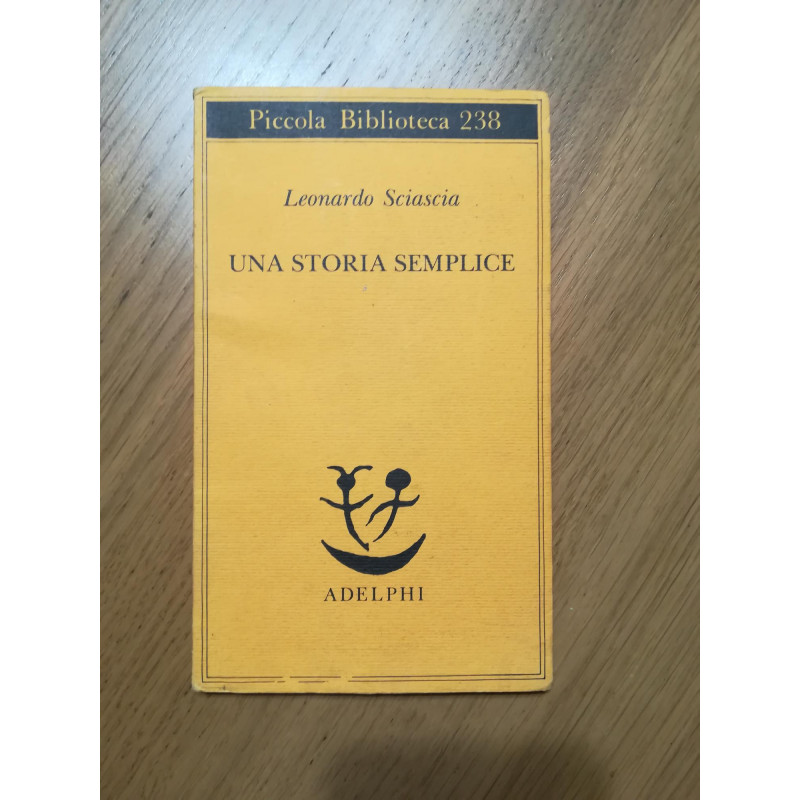 Piccola Biblioteca 238
Leonardo Sciascia
UNA STORIA SEMPLICE
ADELPHI